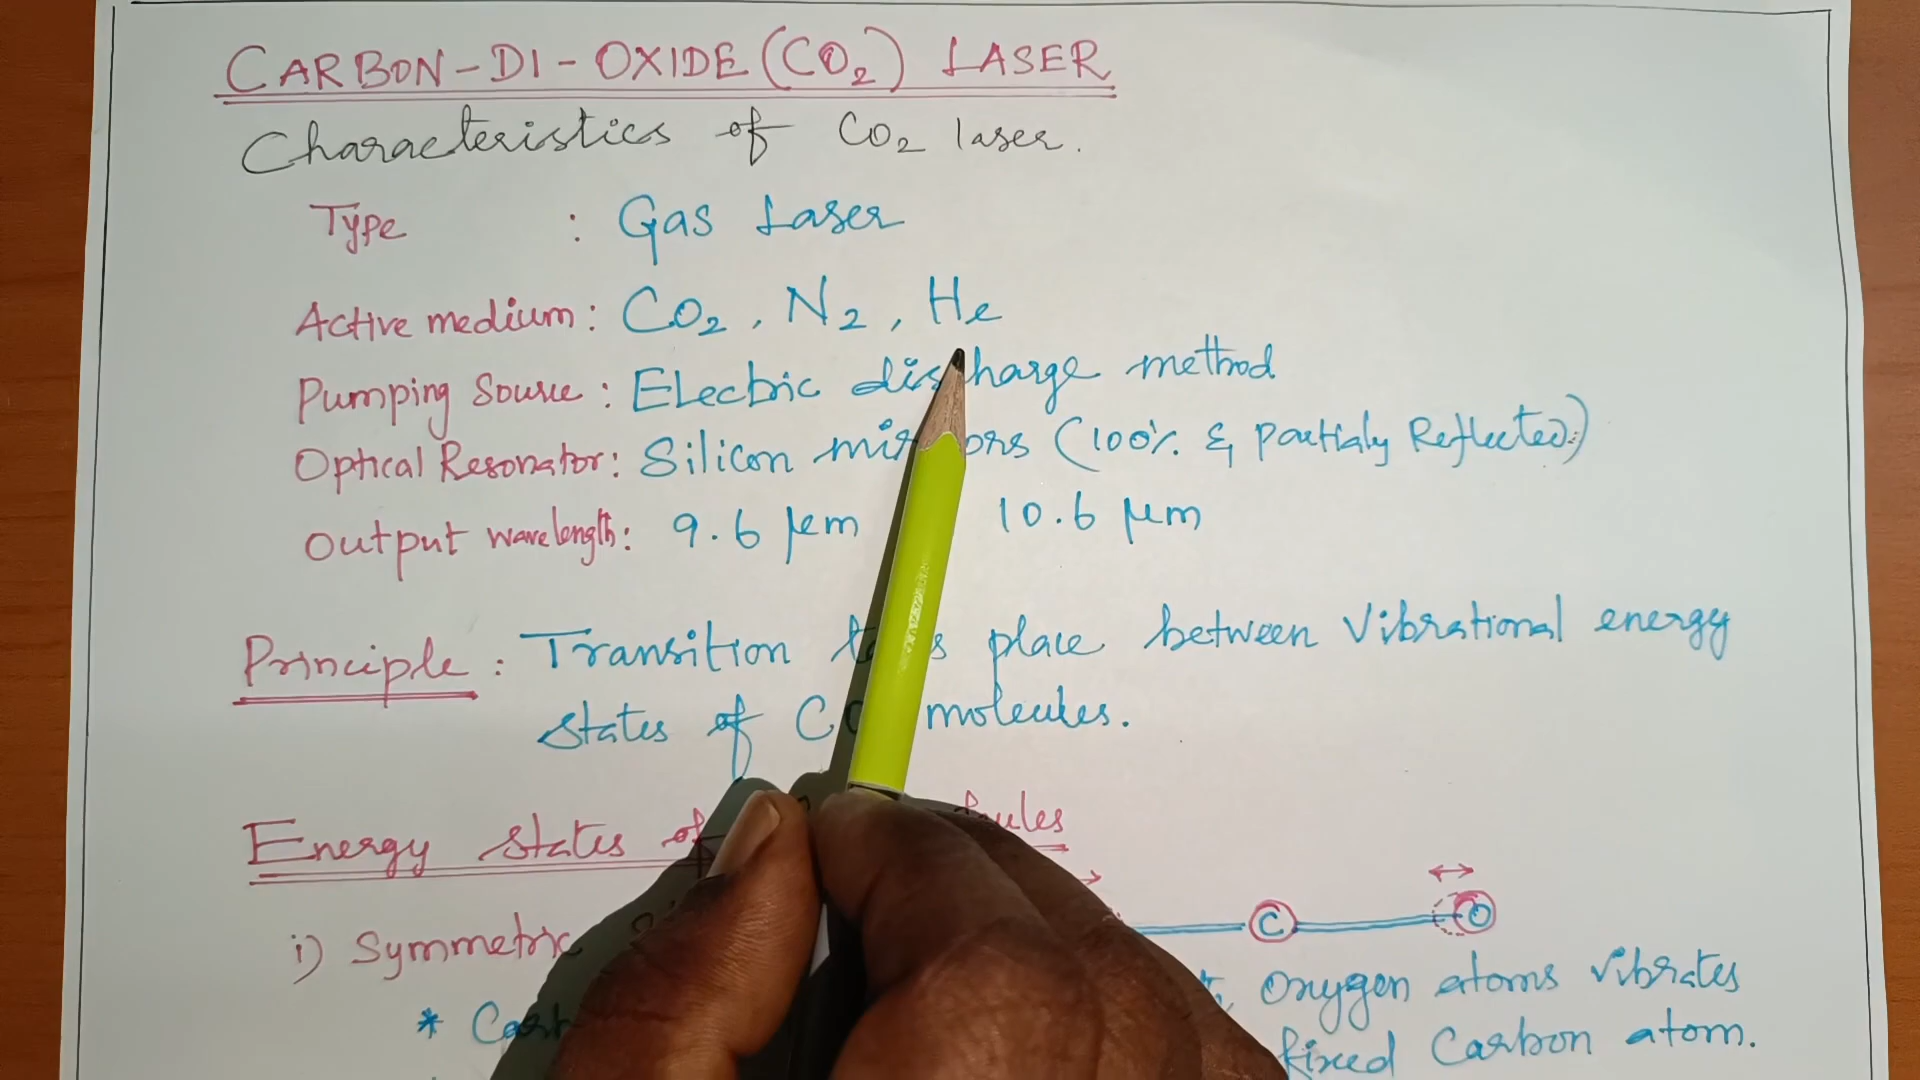 CARBON-DI-OXIDE (CO2) LASER
Characteristics of CO2 laser.
Type : Gas Laser
Active medium: CO2, N2, He
Pumping Source: Electric discharge method
Optical Resonator: Silicon mirrors (100% & Partialy Reflected.)
Output wavelength: 9.6 μm 10.6 μm
Principle: Transition takes place between Vibrational energy
States of CO molecules.
Energy states of
i) Symmetric
C O
* Oxygen atoms vibrates
fixed Carbon atom.